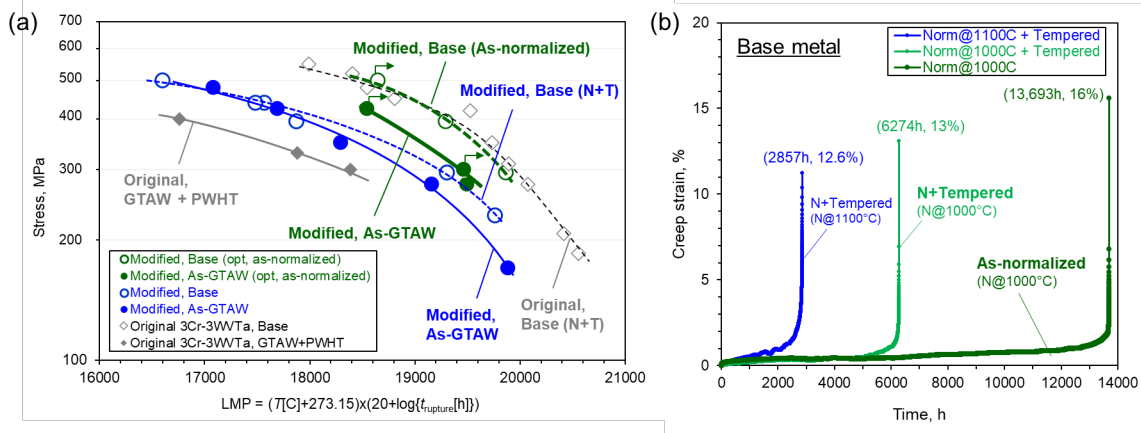 (a)
700
600
500
400
300
200
100
Stress, MPa
Modified, Base (As-normalized)
Modified, Base (N+T)
Original,
GTAW + PWHT
Modified, As-GTAW
Modified,
As-GTAW
Original,
Base (N+T)
Modified, Base (opt, as-normalized)
Modified, As-GTAW (opt, as-normalized)
Modified, Base
Modified, As-GTAW
Original 3Cr-3WVTa, Base
Original 3Cr-3WVTa, GTAW+PWHT
16000 17000 18000 19000 20000 21000
LMP = (T[C]+273.15)x(20+log{t_rupture[h]})
(b)
20
15
10
5
0
Creep strain, %
Base metal
Norm@1100C + Tempered
Norm@1000C + Tempered
Norm@1000C
(13,693h, 16%)
(6274h, 13%)
(2857h, 12.6%)
N+Tempered
(N@1100°C)
N+Tempered
(N@1000°C)
As-normalized
(N@1000°C)
0 2000 4000 6000 8000 10000 12000 14000
Time, h